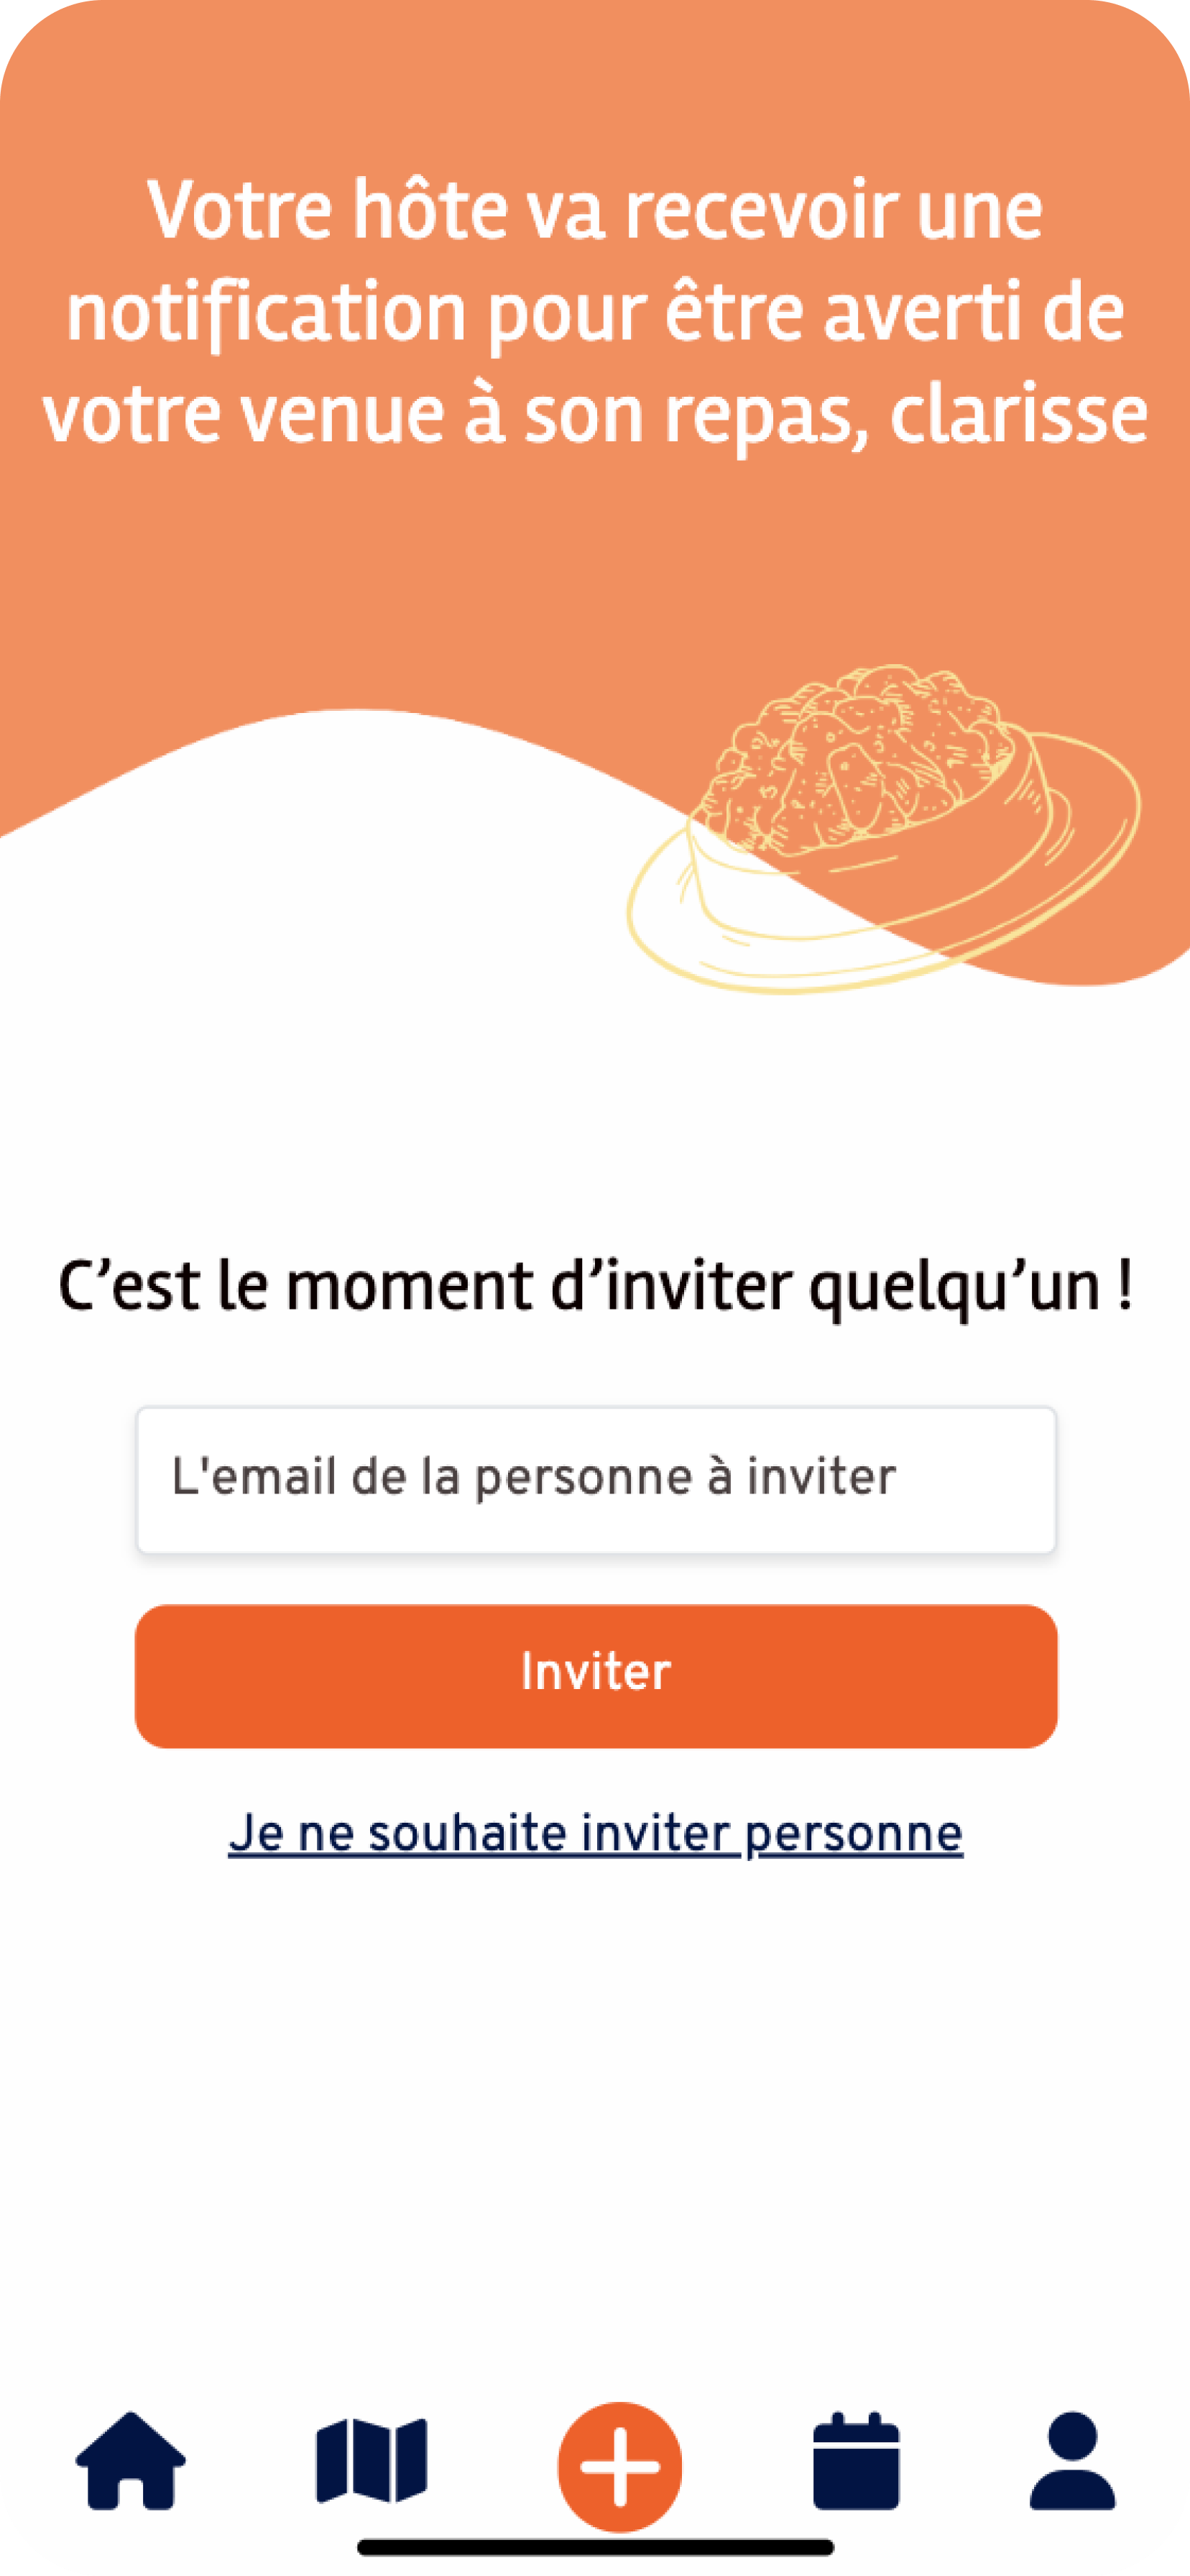 Votre hôte va recevoir une
notification pour être averti de
votre venue à son repas, clarisse
C’est le moment d’inviter quelqu’un !
L'email de la personne à inviter
Inviter
Je ne souhaite inviter personne